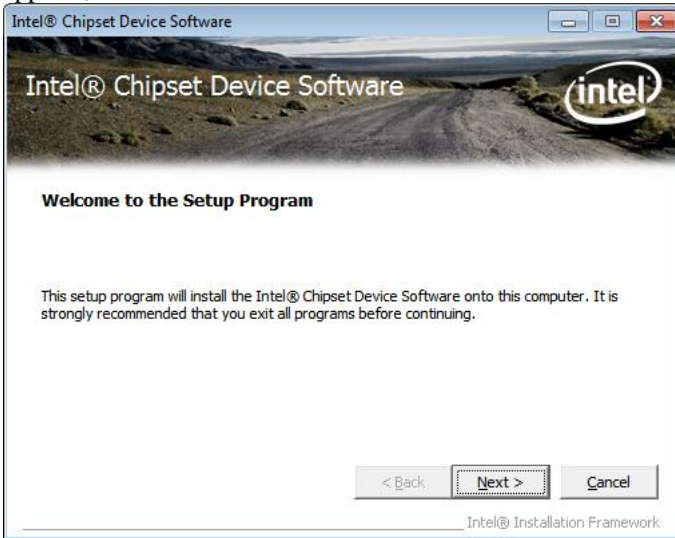 Intel® Chipset Device Software
Intel® Chipset Device Software
intel
Welcome to the Setup Program
This setup program will install the Intel® Chipset Device Software onto this computer. It is
strongly recommended that you exit all programs before continuing.
< Back Next > Cancel
Intel® Installation Framework